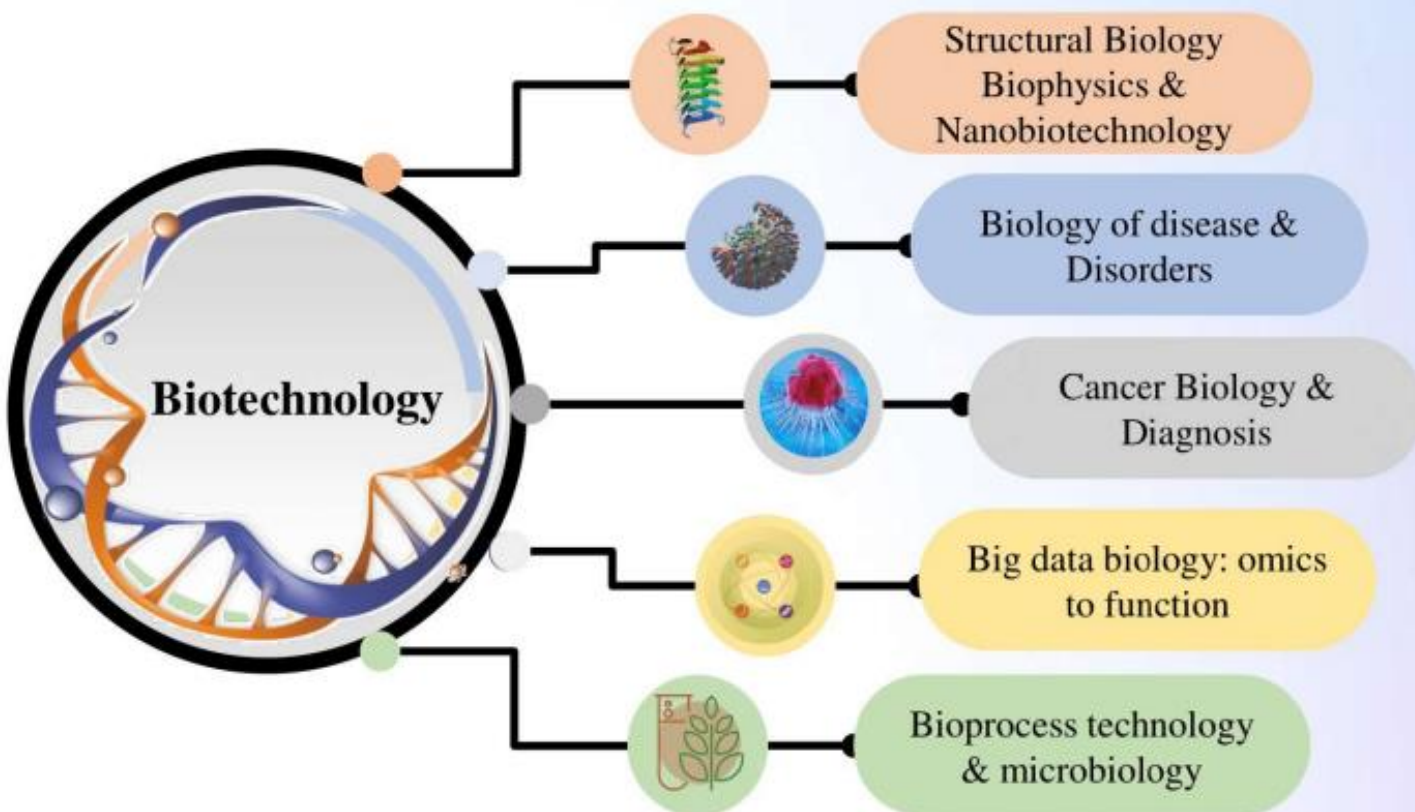 Structural Biology
Biophysics &
Nanobiotechnology
Biology of disease &
Disorders
Biotechnology
Cancer Biology &
Diagnosis
Big data biology: omics
to function
Bioprocess technology
& microbiology